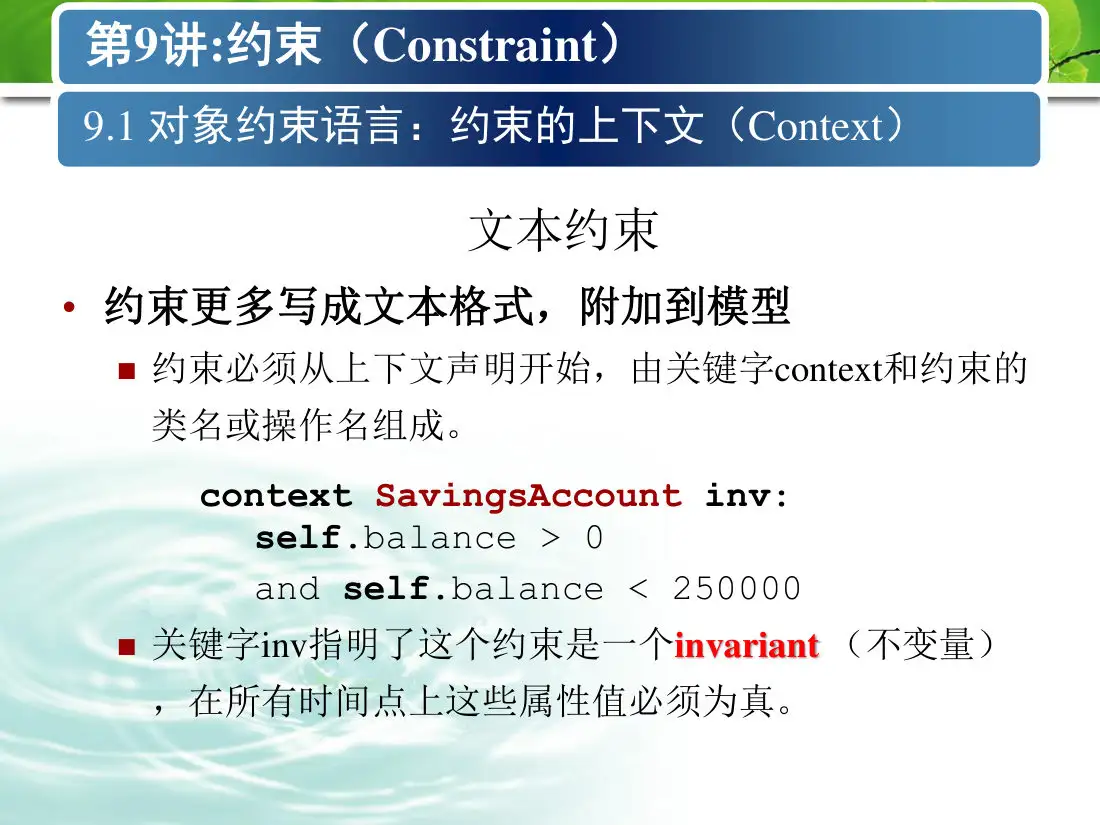 第9讲:约束（Constraint）
9.1 对象约束语言：约束的上下文（Context）
文本约束
• 约束更多写成文本格式，附加到模型
■ 约束必须从上下文声明开始，由关键字context和约束的
类名或操作名组成。
context SavingsAccount inv:
self.balance > 0
and self.balance < 250000
■ 关键字inv指明了这个约束是一个invariant （不变量）
，在所有时间点上这些属性值必须为真。